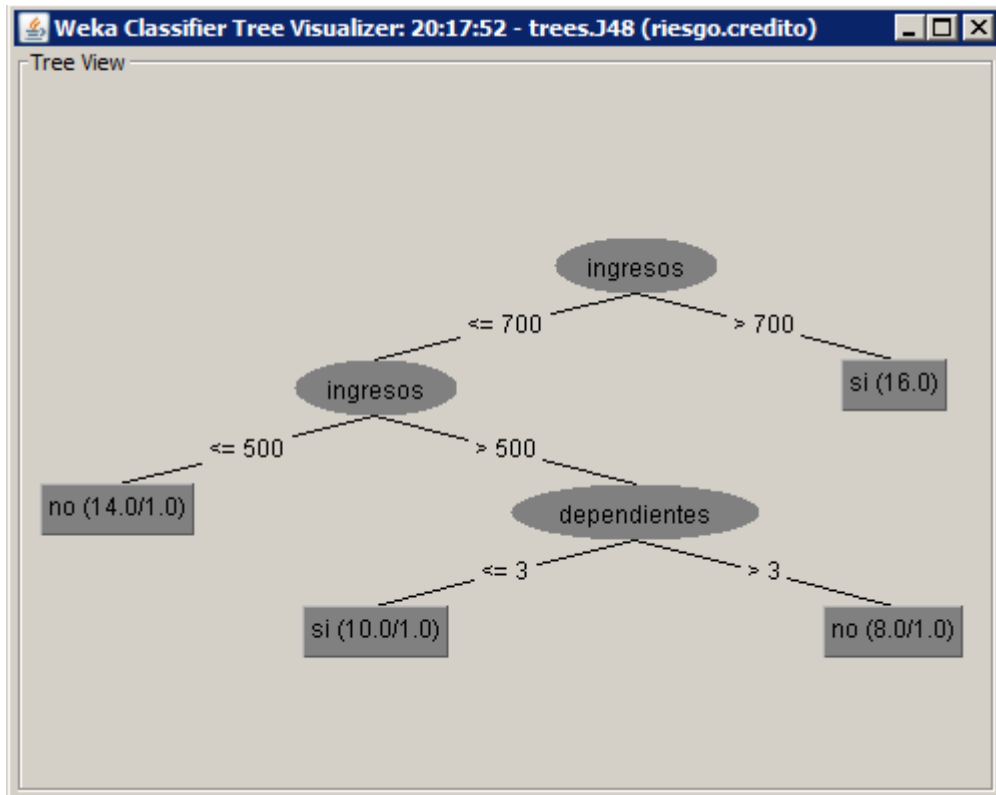 Weka Classifier Tree Visualizer: 20:17:52 - trees.J48 (riesgo.credito)
Tree View
ingresos
<= 700
> 700
ingresos
si (16.0)
<= 500
> 500
no (14.0/1.0)
dependientes
<= 3
> 3
si (10.0/1.0)
no (8.0/1.0)